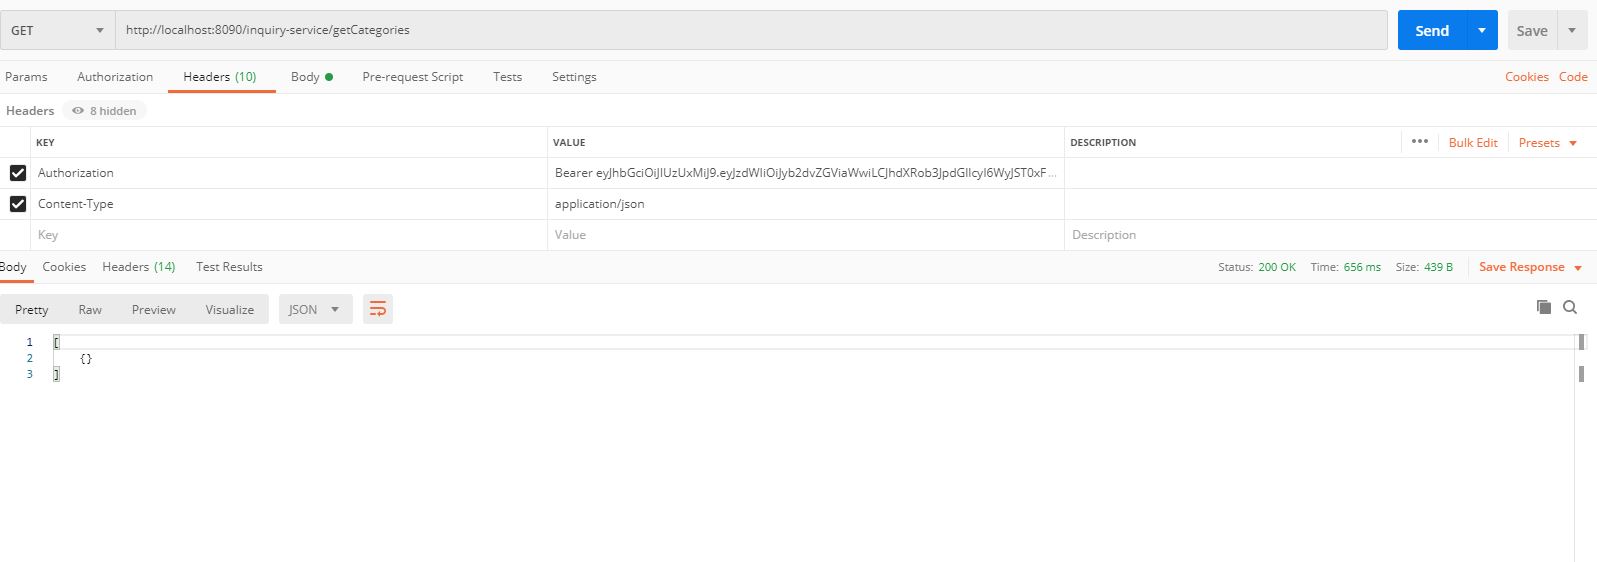 GET http://localhost:8090/inquiry-service/getCategories Send Save
Params Authorization Headers (10) Body Pre-request Script Tests Settings Cookies Code
Headers 8 hidden
KEY VALUE DESCRIPTION ••• Bulk Edit Presets
Authorization Bearer eyJhbGciOiJIUzUxMiJ9.eyJzdWIiOiJyb2dvZGViaWwiLCJhdXRob3JpdGllcyI6WyJST0xF ...
Content-Type application/json
Key Value Description
Body Cookies Headers (14) Test Results Status: 200 OK Time: 656 ms Size: 439 B Save Response
Pretty Raw Preview Visualize JSON
1 [
2 {}
3 ]